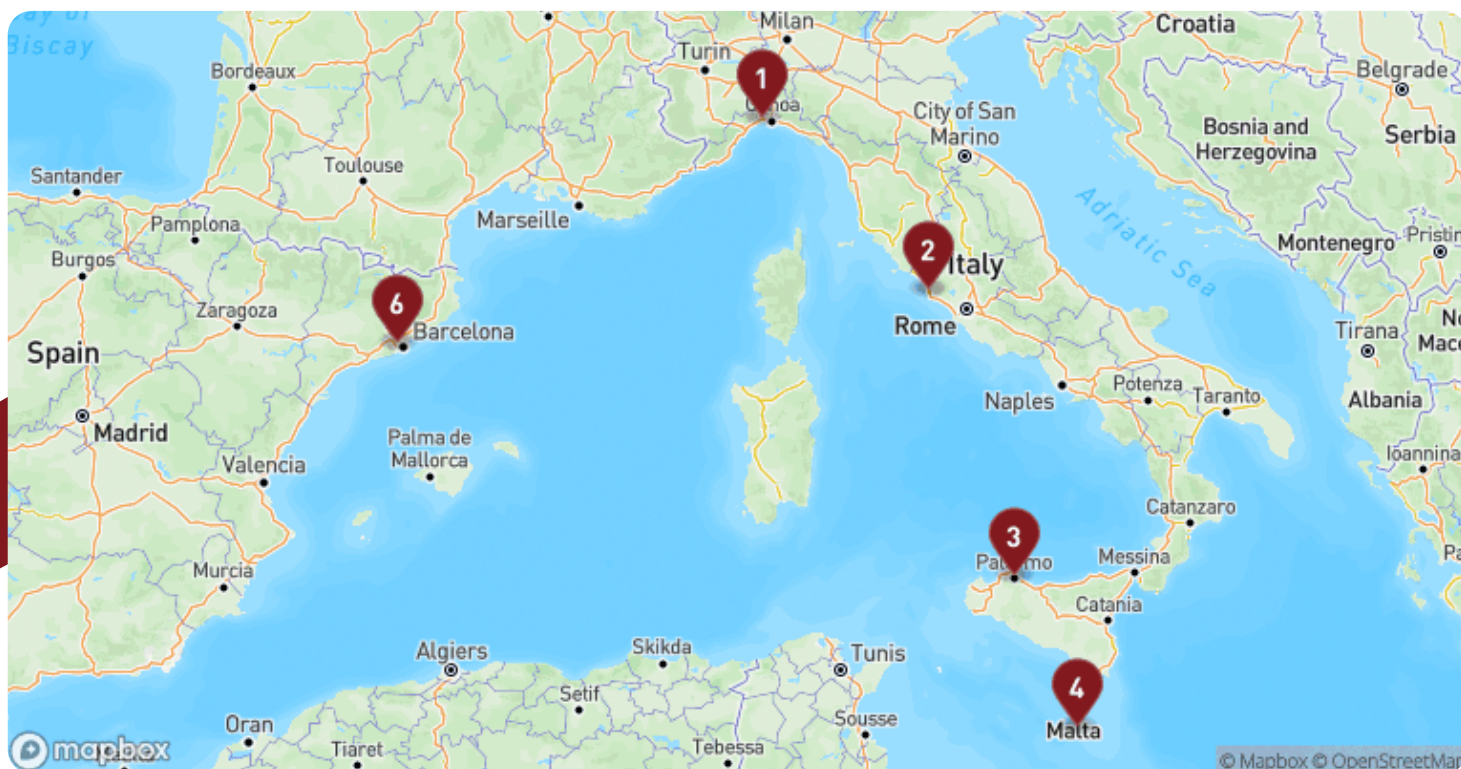 Milan
Croatia
Biscay
Turin
Bordeaux
1
Belgrade
City of San
Marino
Bosnia and
Herzegovina
Serbia
Toulouse
Santander
Marseille
Pamplona
Adriatic Sea
Montenegro
Burgos
2
Italy
6
Zaragoza
Barcelona
Rome
Tirana
Spain
Potenza
Taranto
Naples
Albania
Madrid
Palma de
Mallorca
Ioannina
Valencia
Catanzaro
3
Messina
Murcia
Catania
Algiers
Skikda
Tunis
4
Setif
Oran
Sousse
Malta
Tiaret
Tebessa
mapbox
© Mapbox © OpenStreetMap